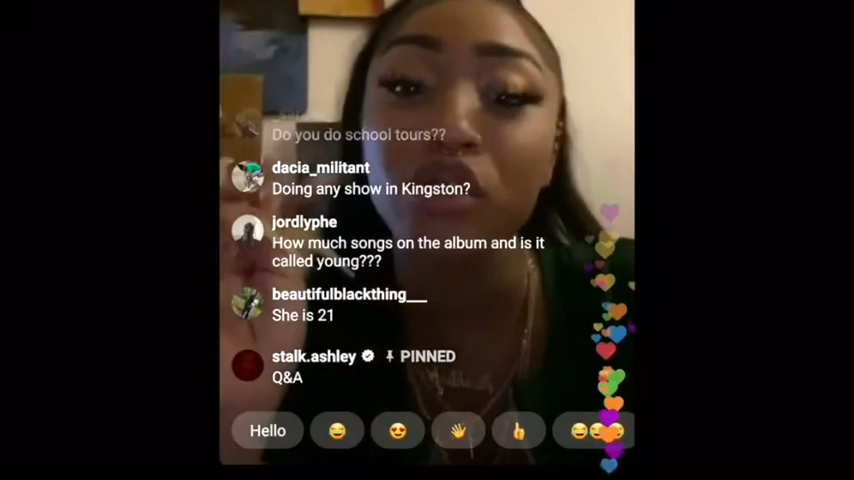 Do you do school tours??
dacia_militant
Doing any show in Kingston?
jordlyphe
How much songs on the album and is it
called young???
beautifulblackthing___
She is 21
stalk.ashley PINNED
Q&A
Hello